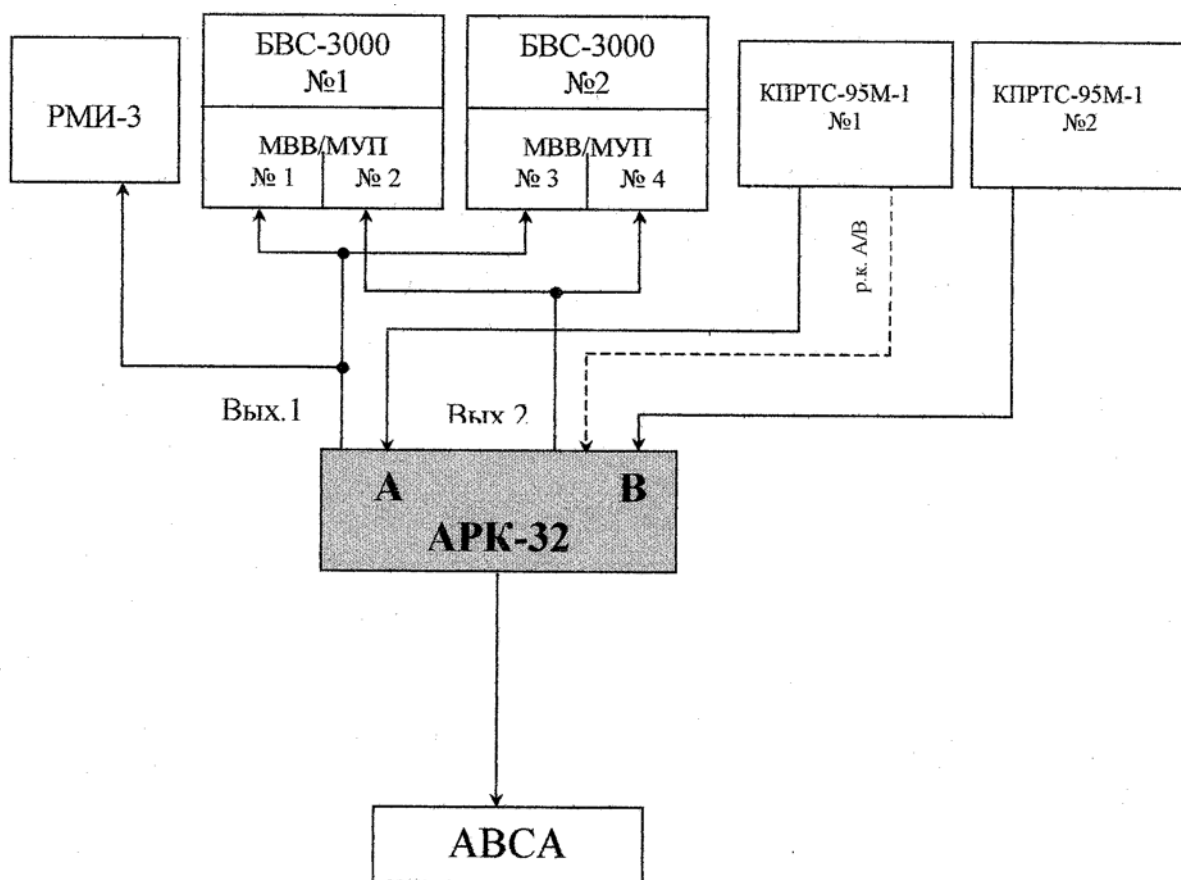 РМИ-3
БВС-3000
№1
МВВ/МУП
№ 1
№ 2
БВС-3000
№2
МВВ/МУП
№ 3
№ 4
КПРТС-95М-1
№1
КПРТС-95М-1
№2
р.к. А/В
Вых.1
Вых 2
А
В
АРК-32
АВСА